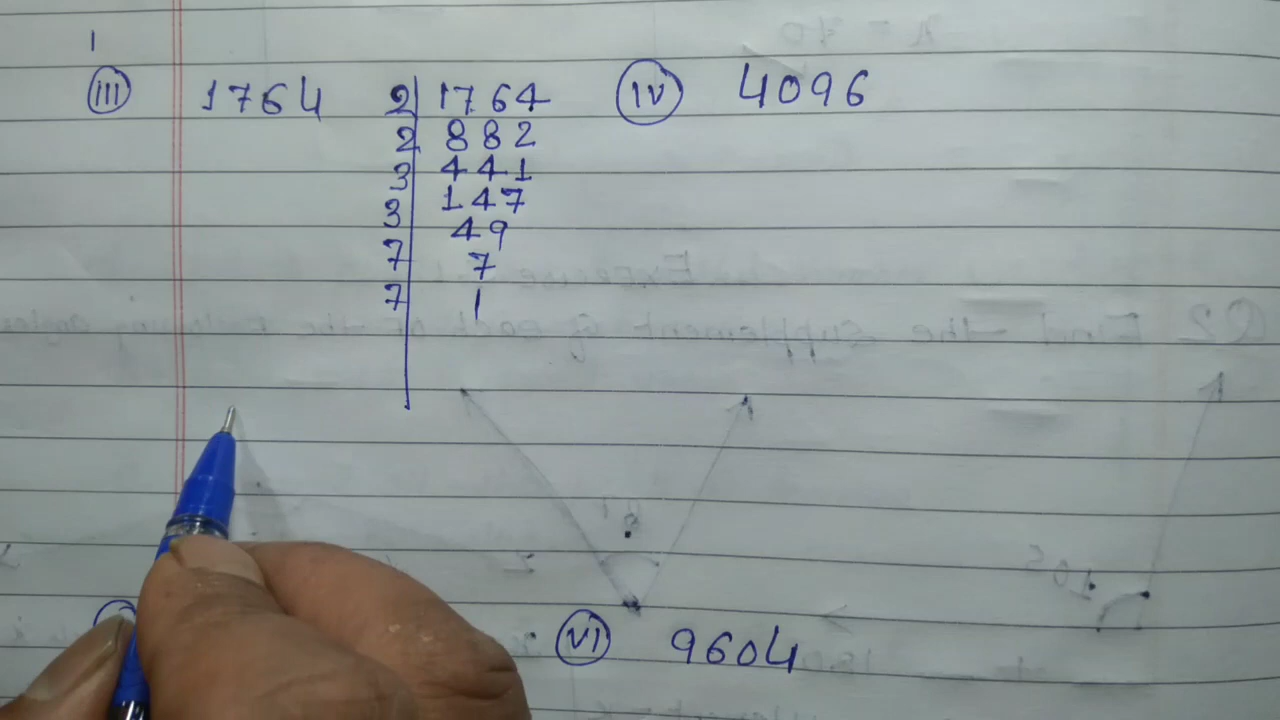 (III) 1764
2 | 1764
2 | 882
3 | 441
3 | 147
7 | 49
7 | 7
| 1
(IV) 4096
(VI) 9604